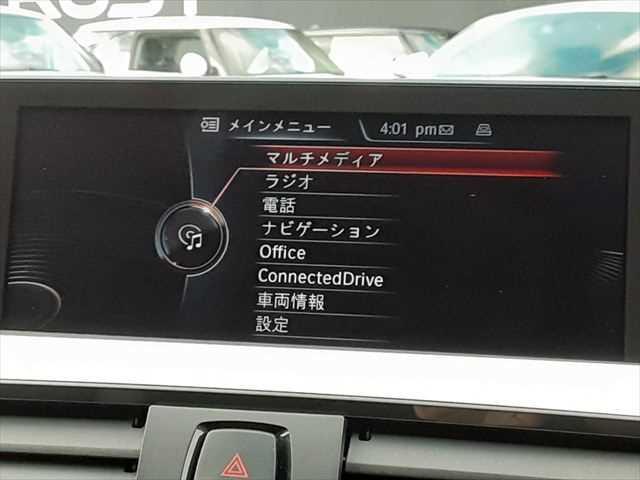 RUST
メインメニュー 4:01 pm
マルチメディア
ラジオ
電話
ナビゲーション
Office
ConnectedDrive
車両情報
設定